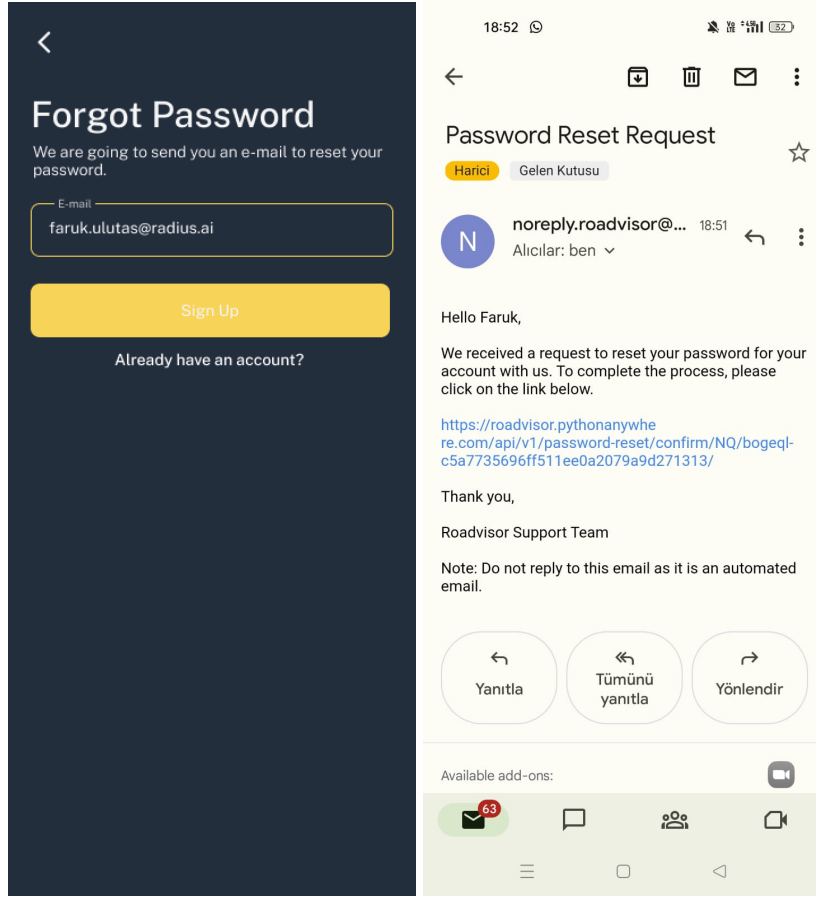 Forgot Password
We are going to send you an e-mail to reset your
password.
E-mail
faruk.ulutas@radius.ai
Sign Up
Already have an account?
18:52
32
Password Reset Request
Harici
Gelen Kutusu
N
noreply.roadvisor@... 18:51
Alıcılar: ben
Hello Faruk,
We received a request to reset your password for your
account with us. To complete the process, please
click on the link below.
https://roadvisor.pythonanywhe
re.com/api/v1/password-reset/confirm/NQ/bogeql-
c5a7735696ff511ee0a2079a9d271313/
Thank you,
Roadvisor Support Team
Note: Do not reply to this email as it is an automated
email.
Yanıtla
Tümünü
yanıtla
Yönlendir
Available add-ons:
63